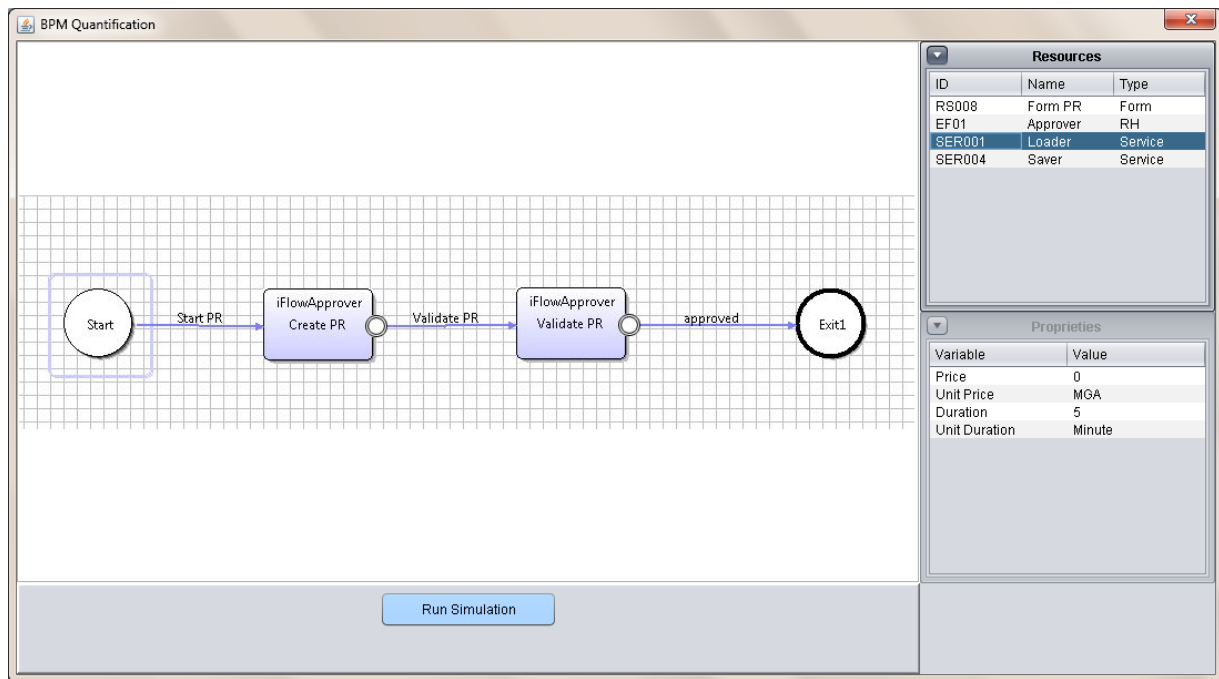 BPM Quantification
Resources
ID Name Type
RS008 Form PR Form
EF01 Approver RH
SER001 Loader Service
SER004 Saver Service
Start
Start PR
iFlowApprover
Create PR
Validate PR
iFlowApprover
Validate PR
approved
Exit1
Proprieties
Variable Value
Price 0
Unit Price MGA
Duration 5
Unit Duration Minute
Run Simulation